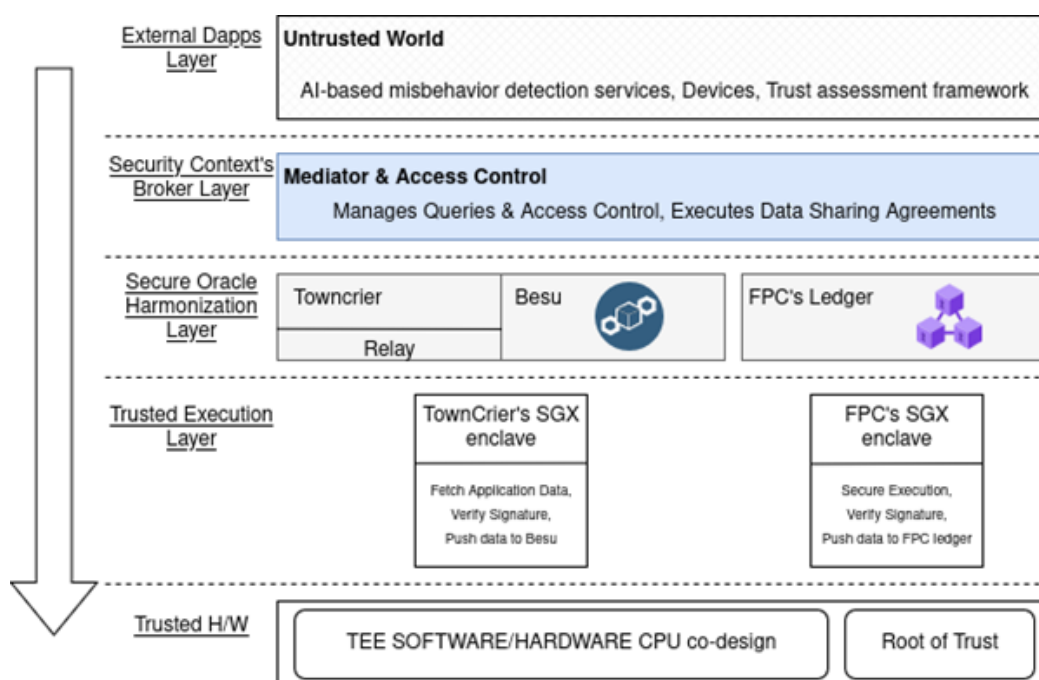 External Dapps
Layer
Untrusted World
AI-based misbehavior detection services, Devices, Trust assessment framework
Security Context's
Broker Layer
Mediator & Access Control
Manages Queries & Access Control, Executes Data Sharing Agreements
Secure Oracle
Harmonization
Layer
Towncrier
Relay
Besu
FPC's Ledger
Trusted Execution
Layer
TownCrier's SGX
enclave
Fetch Application Data,
Verify Signature,
Push data to Besu
FPC's SGX
enclave
Secure Execution,
Verify Signature,
Push data to FPC ledger
Trusted H/W
TEE SOFTWARE/HARDWARE CPU co-design
Root of Trust